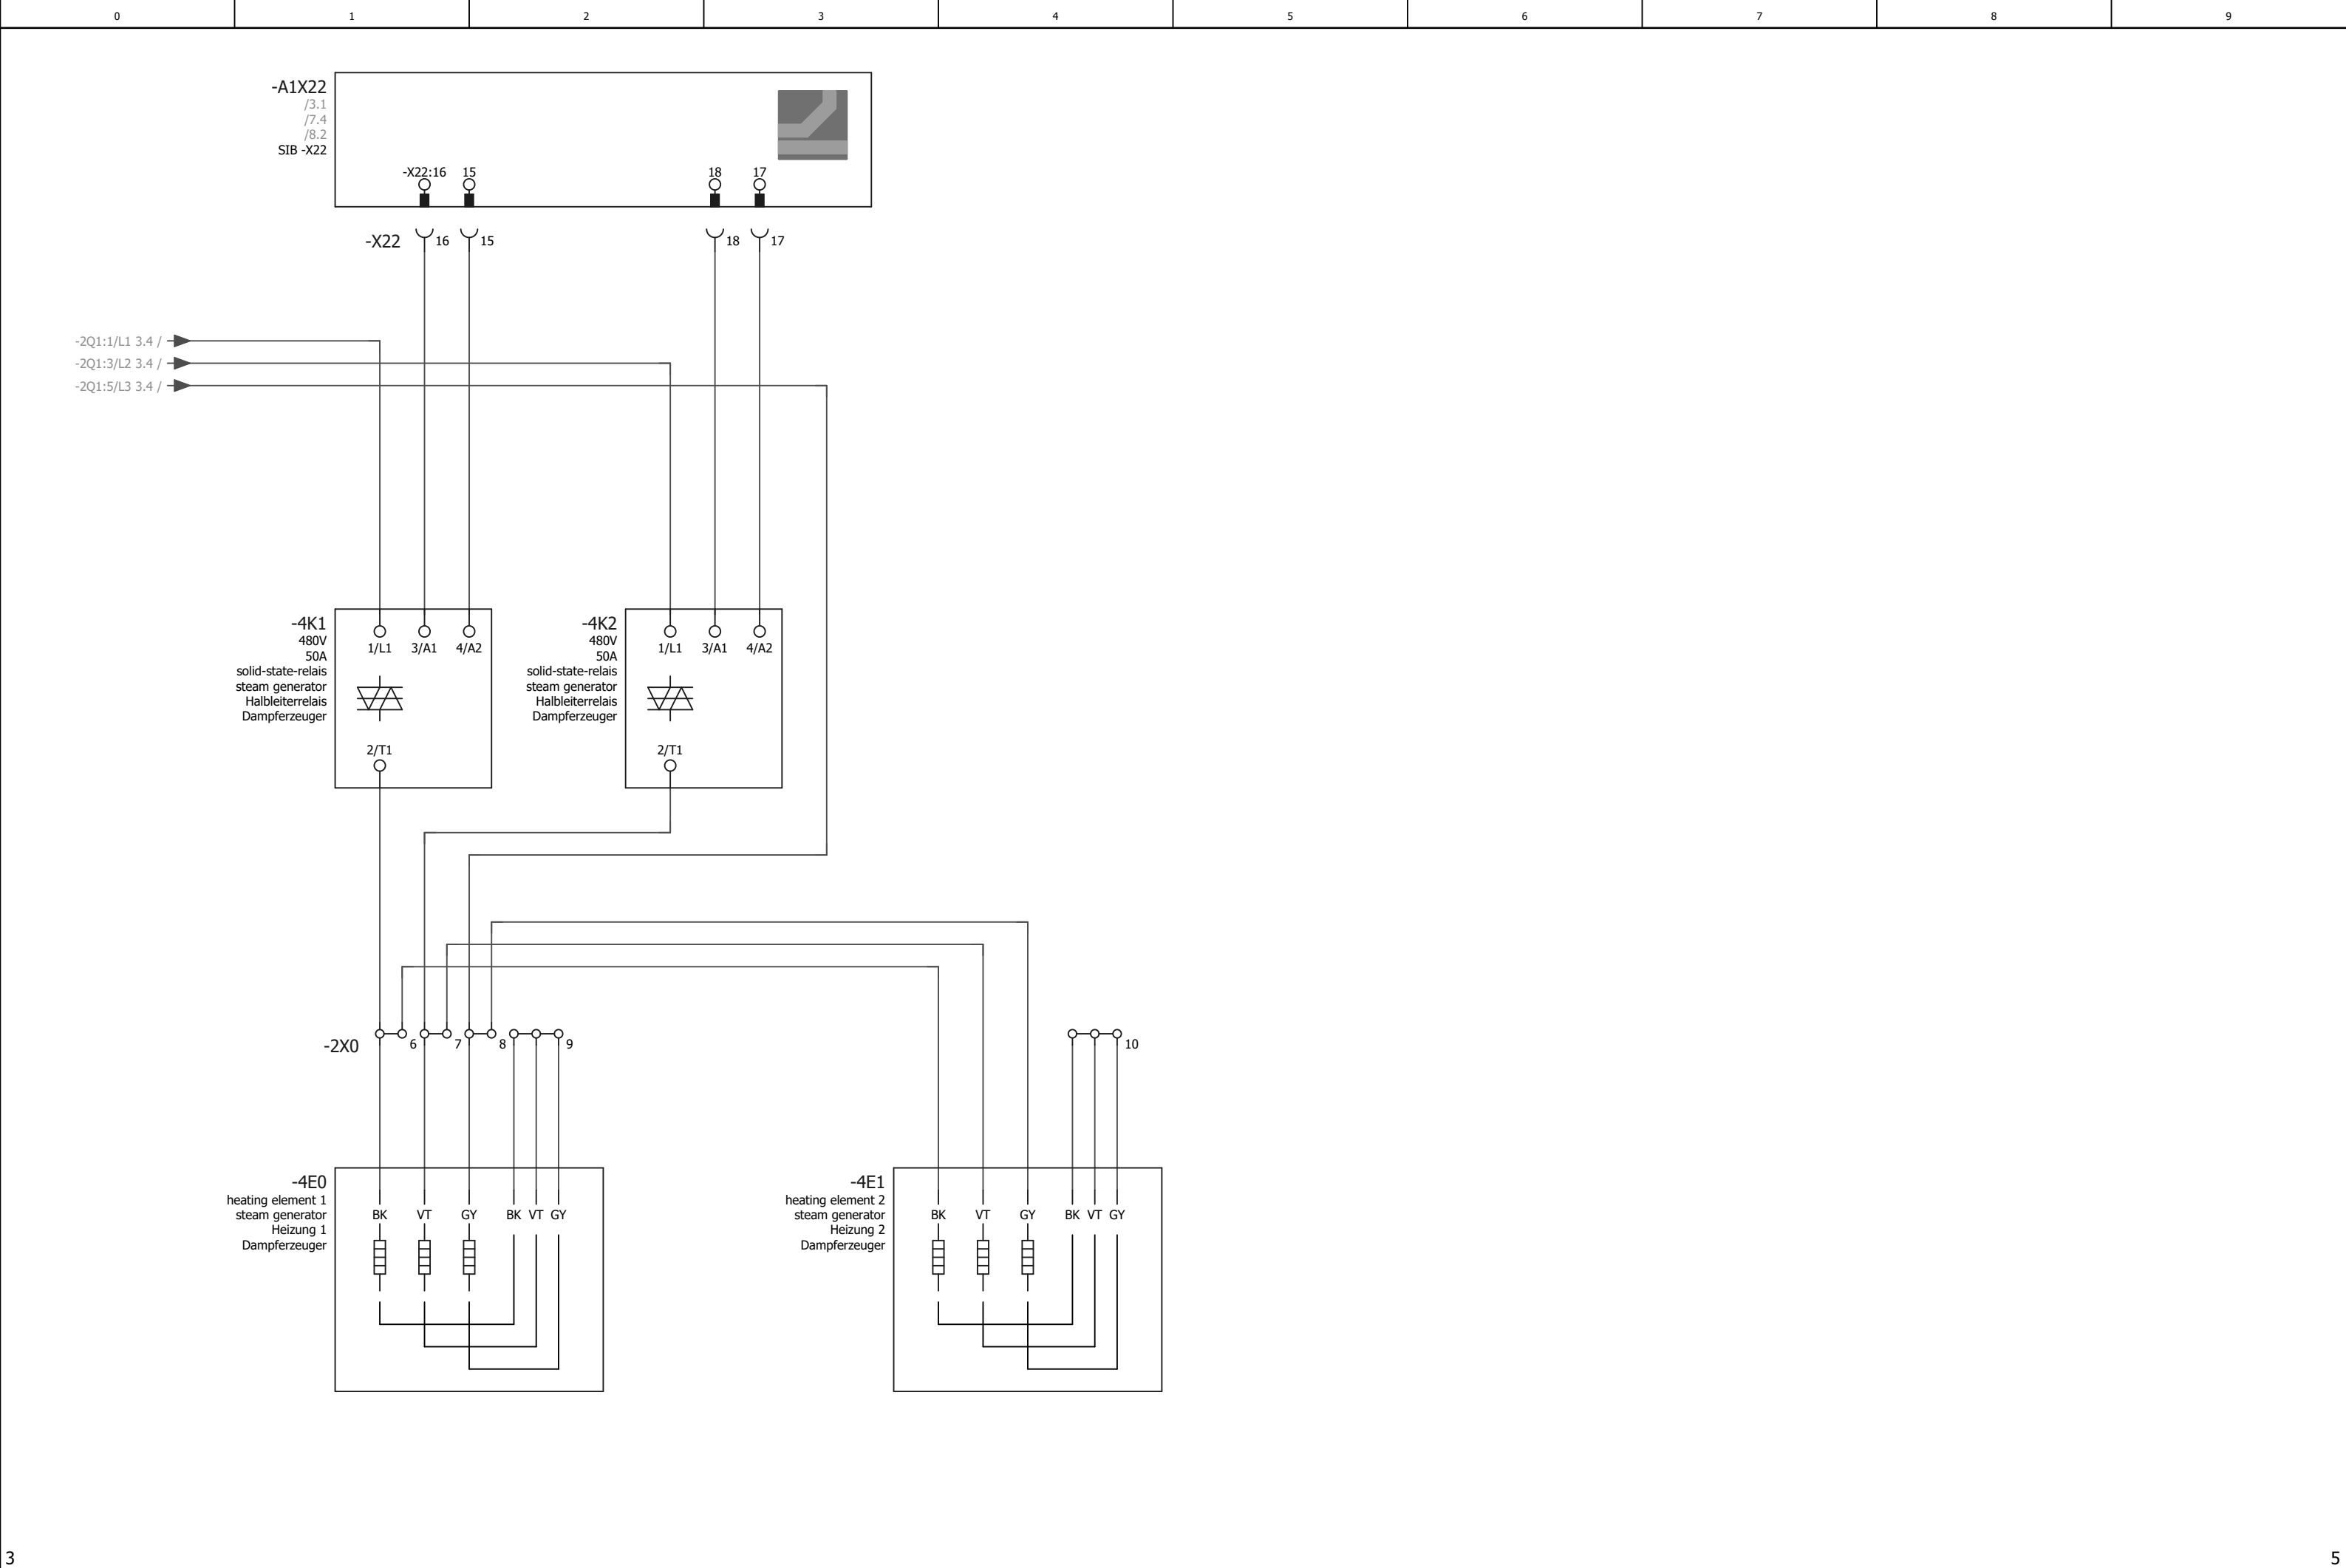 0 1 2 3 4 5 6 7 8 9
-A1X22
/3.1
/7.4
/8.2
SIB -X22
-X22:16 15 18 17
-X22 16 15 18 17
-2Q1:1/L1 3.4 /
-2Q1:3/L2 3.4 /
-2Q1:5/L3 3.4 /
-4K1
480V
50A
solid-state-relais
steam generator
Halbleiterrelais
Dampferzeuger
1/L1 3/A1 4/A2
2/T1
-4K2
480V
50A
solid-state-relais
steam generator
Halbleiterrelais
Dampferzeuger
1/L1 3/A1 4/A2
2/T1
-2X0 6 7 8 9 10
-4E0
heating element 1
steam generator
Heizung 1
Dampferzeuger
BK VT GY BK VT GY
-4E1
heating element 2
steam generator
Heizung 2
Dampferzeuger
BK VT GY BK VT GY
3 5